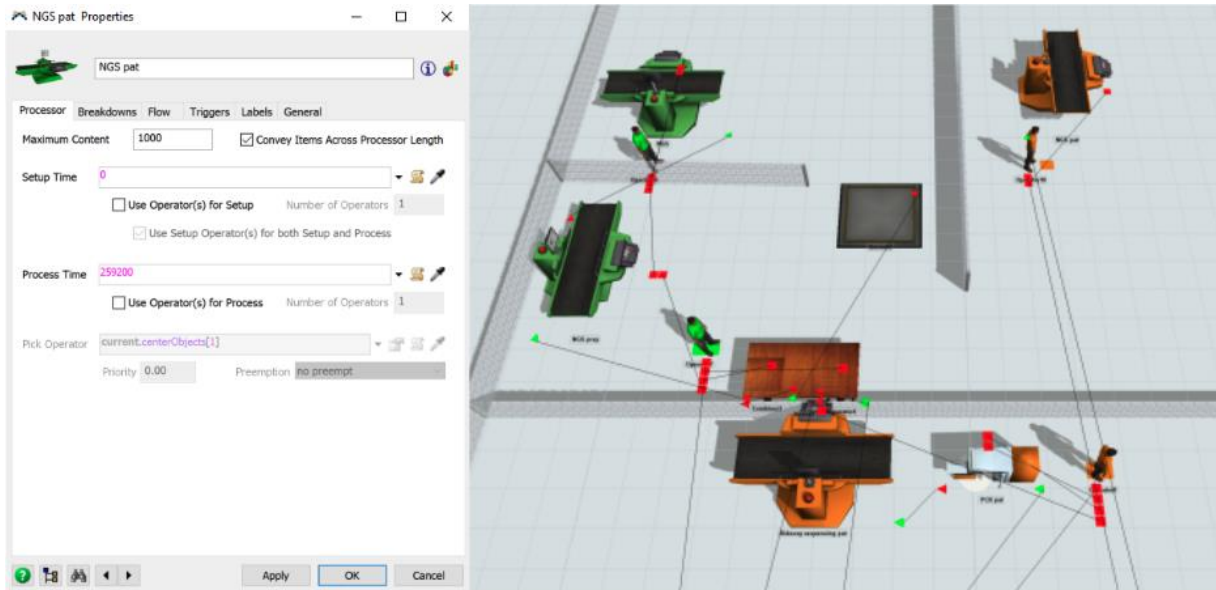 NGS pat Properties
NGS pat
Processor Breakdowns Flow Triggers Labels General
Maximum Content 1000 Convey Items Across Processor Length
Setup Time 0
Use Operator(s) for Setup Number of Operators 1
Use Setup Operator(s) for both Setup and Process
Process Time 259200
Use Operator(s) for Process Number of Operators 1
Pick Operator current.centerObjects[1]
Priority 0.00 Preemption no preempt
Apply OK Cancel
NGS
NGS pat
NGS prep
PCR pat